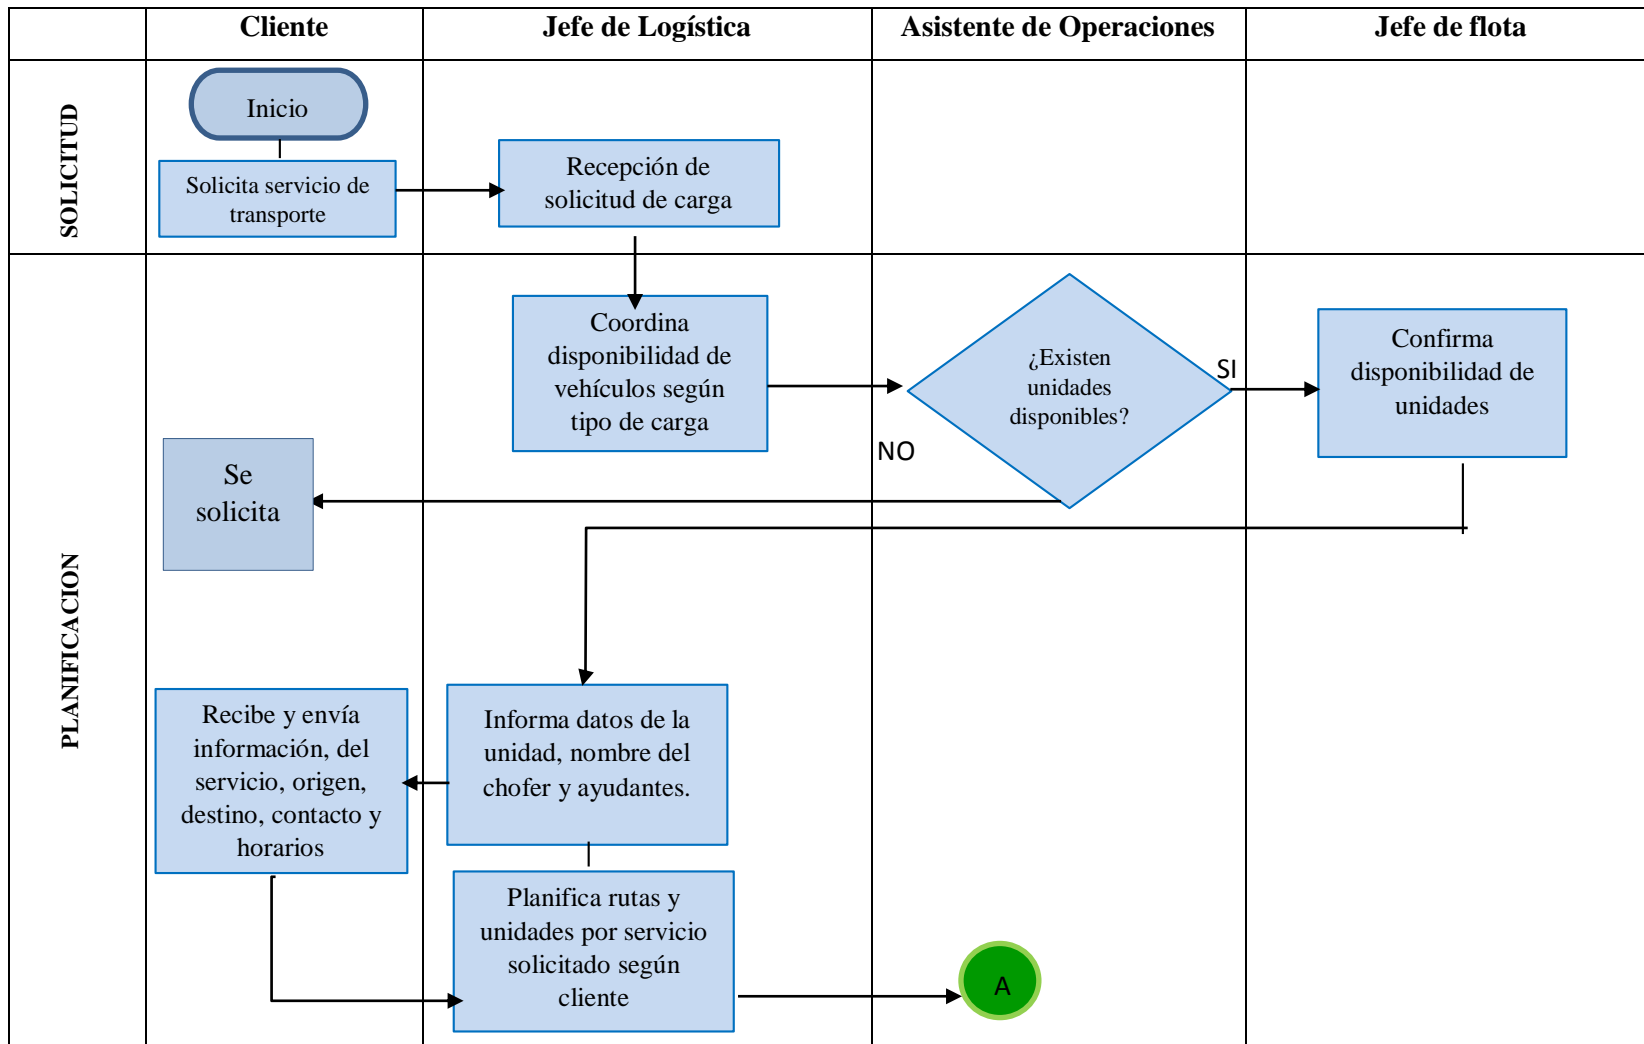 Cliente
Jefe de Logística
Asistente de Operaciones
Jefe de flota
SOLICITUD
Inicio
Solicita servicio de
transporte
Recepción de
solicitud de carga
PLANIFICACION
Coordina
disponibilidad de
vehículos según
tipo de carga
¿Existen
unidades
disponibles?
SI
NO
Confirma
disponibilidad de
unidades
Se
solicita
Informa datos de la
unidad, nombre del
chofer y ayudantes.
Recibe y envía
información, del
servicio, origen,
destino, contacto y
horarios
Planifica rutas y
unidades por servicio
solicitado según
cliente
A